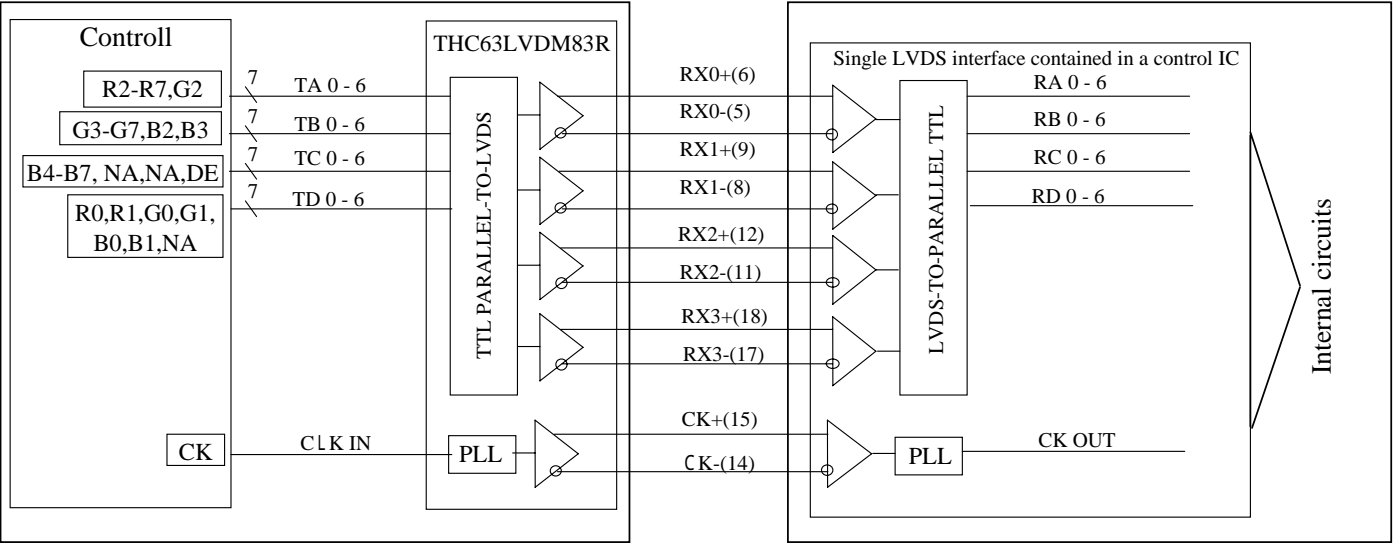 Controll
THC63LVDM83R
Single LVDS interface contained in a control IC
R2-R7,G2
7
TA 0 - 6
RX0+(6)
RA 0 - 6
RX0-(5)
G3-G7,B2,B3
7
TB 0 - 6
RB 0 - 6
RX1+(9)
B4-B7, NA,NA,DE
7
TC 0 - 6
RC 0 - 6
RX1-(8)
R0,R1,G0,G1,
B0,B1,NA
7
TD 0 - 6
RD 0 - 6
TTL PARALLEL-TO-LVDS
RX2+(12)
RX2-(11)
LVDS-TO-PARALLEL TTL
RX3+(18)
RX3-(17)
Internal circuits
CK
CLK IN
PLL
CK+(15)
CK-(14)
PLL
CK OUT